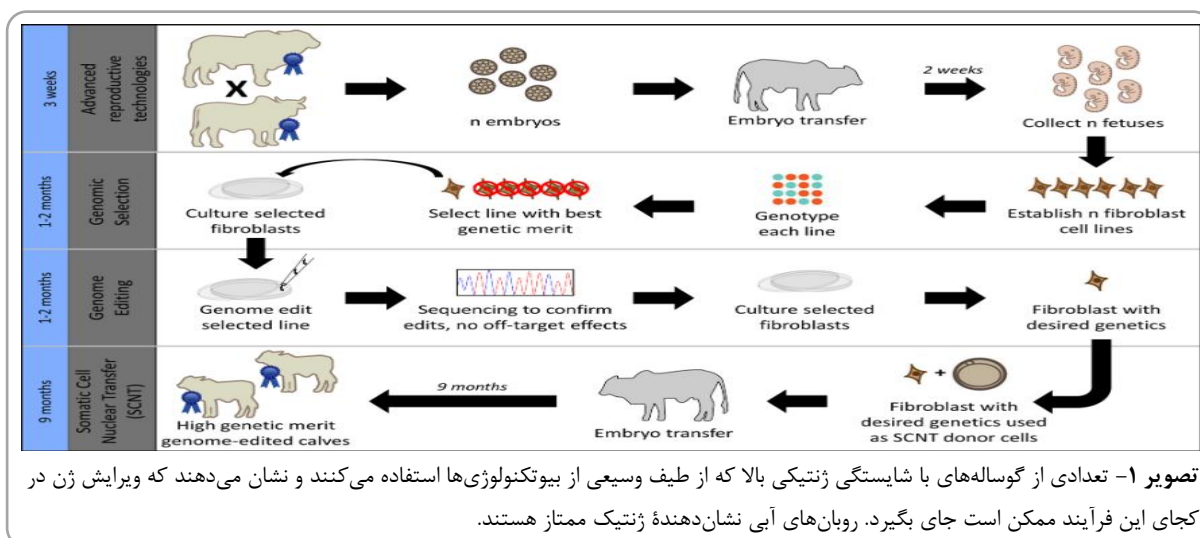 3 weeks
Advanced
reproductive
technologies
X
n embryos
Embryo transfer
2 weeks
Collect n fetuses
1-2 months
Genomic
Selection
Culture selected
fibroblasts
Select line with best
genetic merit
Genotype
each line
Establish n fibroblast
cell lines
1-2 months
Genome
Editing
Genome edit
selected line
Sequencing to confirm
edits, no off-target effects
Culture selected
fibroblasts
Fibroblast with
desired genetics
9 months
Somatic Cell
Nuclear Transfer
(SCNT)
High genetic merit
genome-edited calves
9 months
Embryo transfer
+
Fibroblast with
desired genetics used
as SCNT donor cells
تصویر ۱- تعدادی از گوساله‌های با شایستگی ژنتیکی بالا که از طیف وسیعی از بیوتکنولوژی‌ها استفاده می‌کنند و نشان می‌دهند که ویرایش ژن در
کجای این فرآیند ممکن است جای بگیرد. روبان‌های آبی نشان‌دهندهٔ ژنتیک ممتاز هستند.